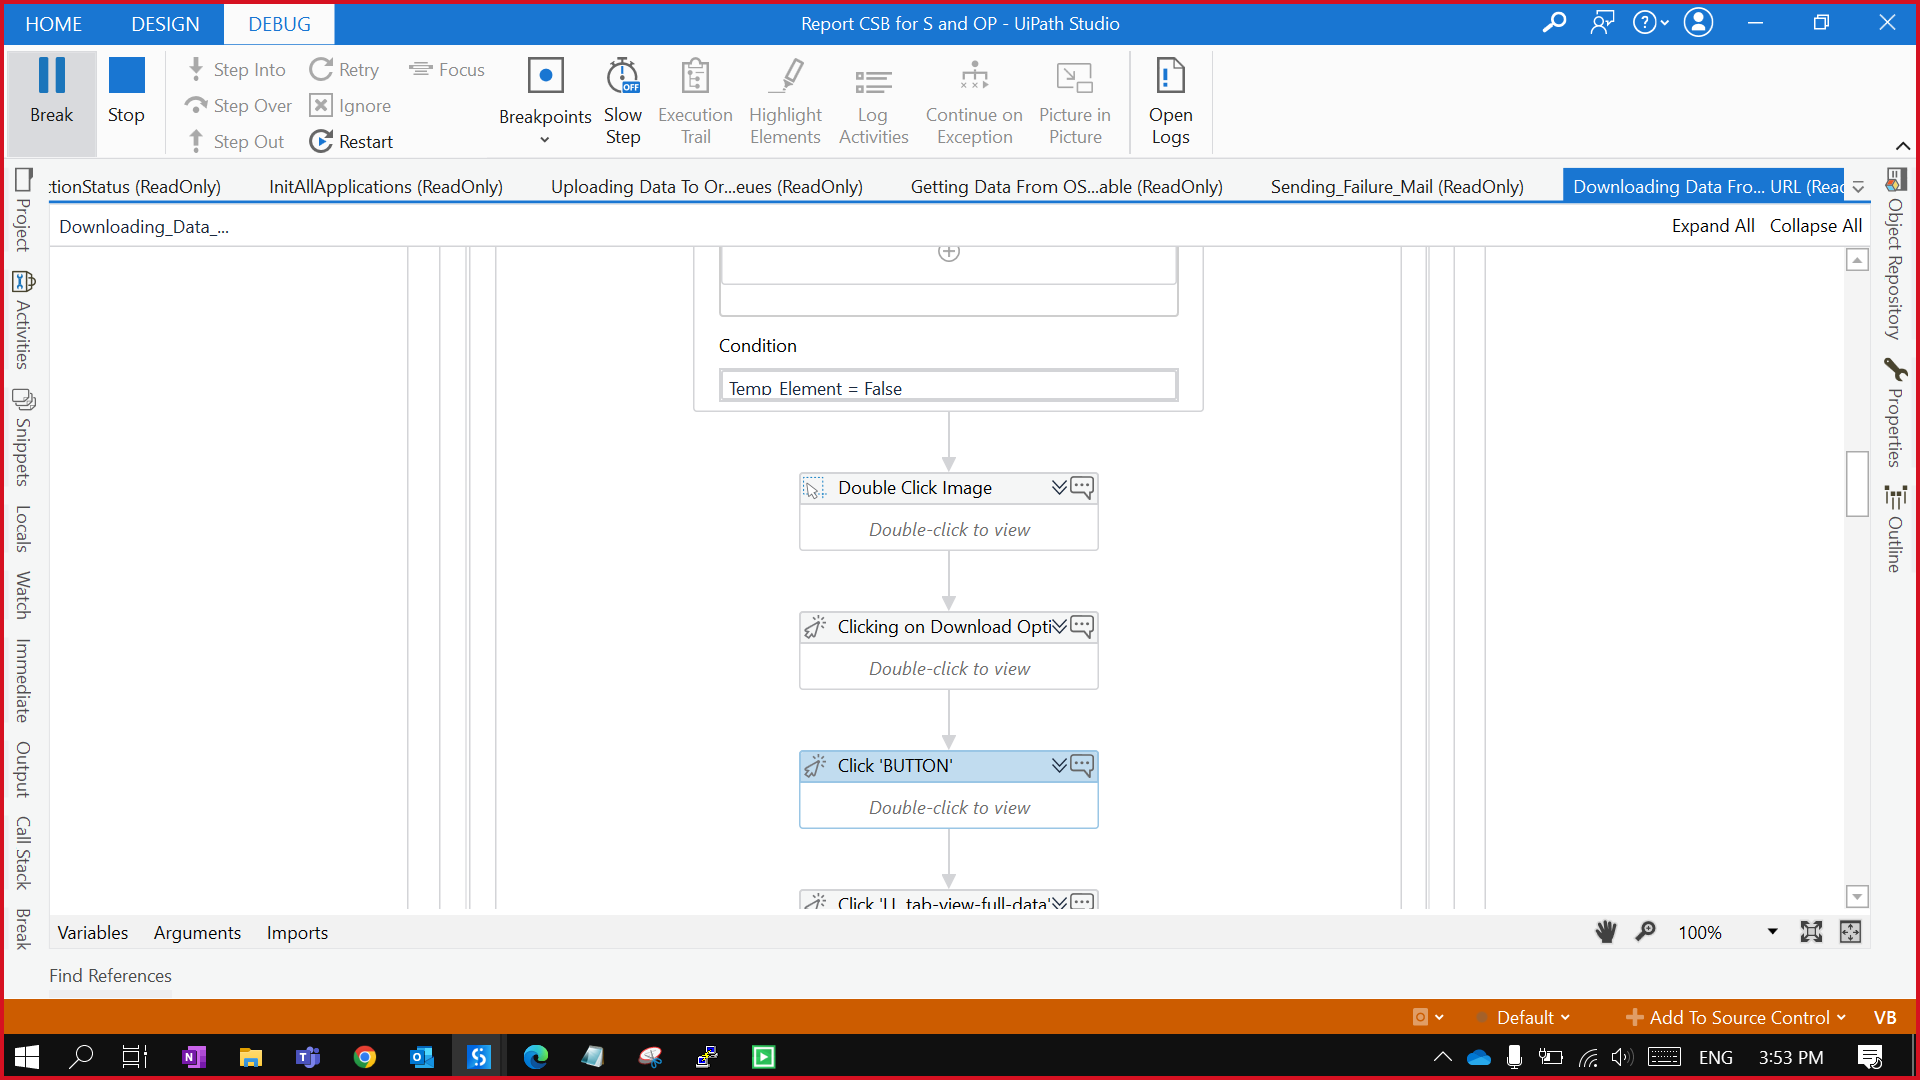 HOME DESIGN DEBUG Report CSB for S and OP - UiPath Studio
Break
Stop
Step Into
Step Over
Step Out
Retry
Ignore
Restart
Focus
Breakpoints
Slow
Step
OFF
Execution
Trail
Highlight
Elements
Log
Activities
Continue on
Exception
Picture in
Picture
Open
Logs
:tionStatus (ReadOnly) InitAllApplications (ReadOnly) Uploading Data To Or...eues (ReadOnly) Getting Data From OS...able (ReadOnly) Sending_Failure_Mail (ReadOnly) Downloading Data Fro... URL (Reac
Downloading_Data_... Expand All Collapse All
Project
Activities
Snippets
Locals
Watch
Immediate
Output
Call Stack
Break
Condition
Temp_Element = False
Double Click Image
Double-click to view
Clicking on Download Opti
Double-click to view
Click 'BUTTON'
Double-click to view
Click 'LI tab-view-full-data'
Object Repository
Properties
Outline
Variables Arguments Imports 100%
Find References
Default Add To Source Control VB
ENG 3:53 PM